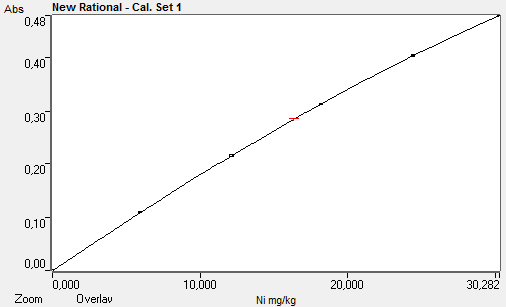 Abs
New Rational - Cal. Set 1
0,48
0,40
0,30
0,20
0,10
0,00
0,000
10,000
20,000
30,282
Ni mg/kg
Zoom
Overlay